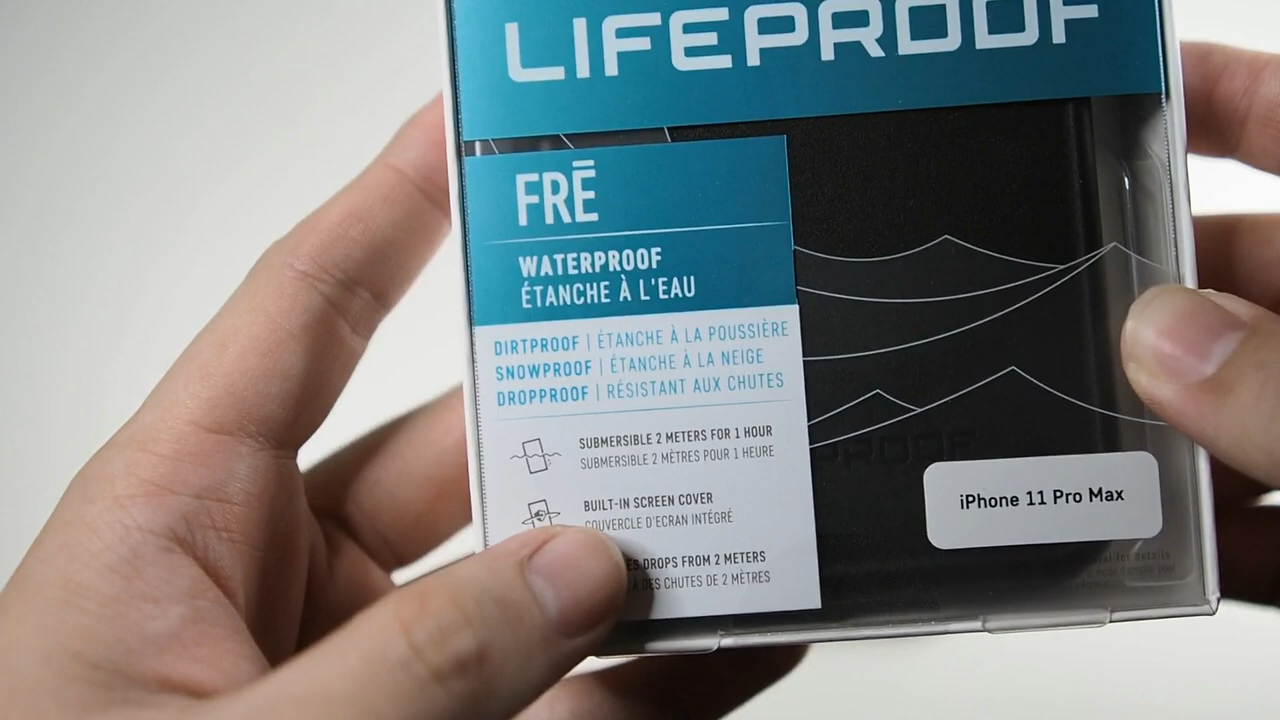 LIFEPROOF
FRĒ
WATERPROOF
ÉTANCHE À L'EAU
DIRTPROOF | ÉTANCHE À LA POUSSIÈRE
SNOWPROOF | ÉTANCHE À LA NEIGE
DROPPROOF | RÉSISTANT AUX CHUTES
SUBMERSIBLE 2 METERS FOR 1 HOUR
SUBMERSIBLE 2 MÈTRES POUR 1 HEURE
BUILT-IN SCREEN COVER
COUVERCLE D'ECRAN INTÉGRÉ
DROPS FROM 2 METERS
À DES CHUTES DE 2 MÈTRES
iPhone 11 Pro Max
for details